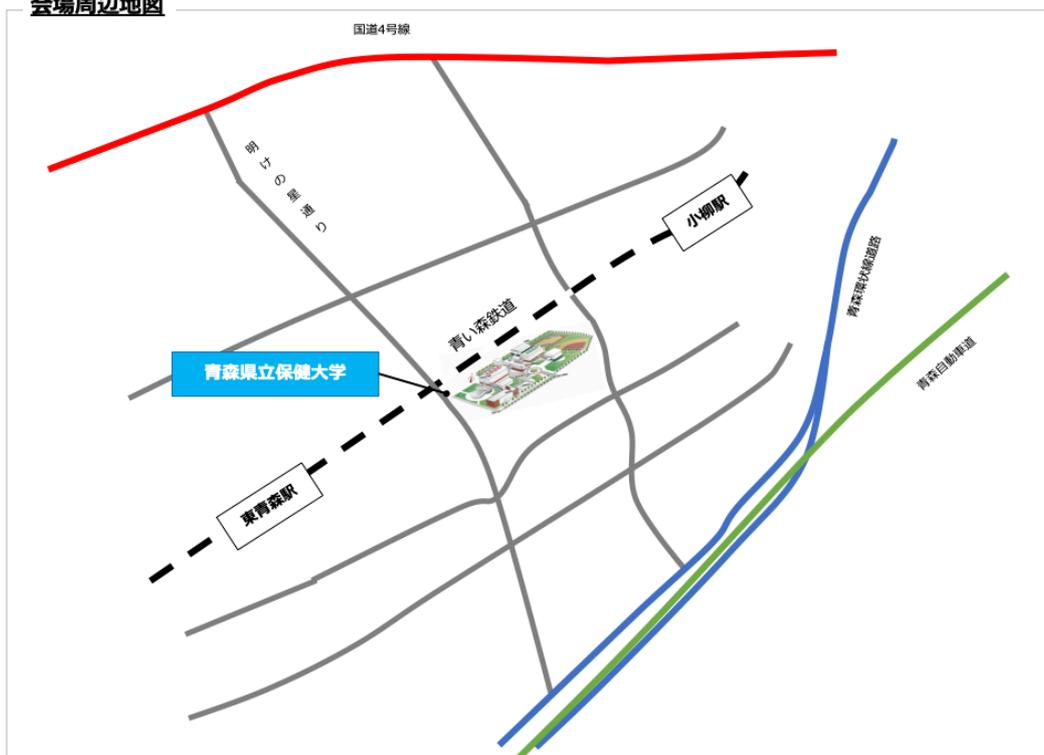 会場周辺地図
国道4号線
明けの星通り
小柳駅
青森環状線道路
青い森鉄道
青森自動車道
青森県立保健大学
東青森駅